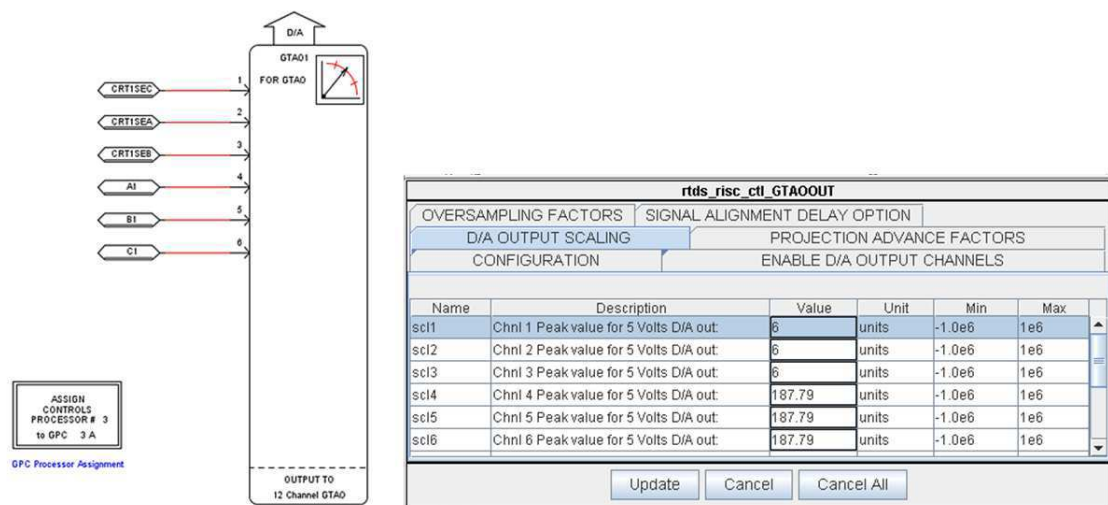 D/A
GTAO1
FOR GTAO
CRT1SEC 1
CRT1SEA 2
CRT1SEB 3
A1 4
B1 5
C1 6
ASSIGN
CONTROLS
PROCESSOR # 3
to GPC 3 A
GPC Processor Assignment
OUTPUT TO
12 Channel GTAO
rtds_risc_ctl_GTAOOUT
OVERSAMPLING FACTORS SIGNAL ALIGNMENT DELAY OPTION
D/A OUTPUT SCALING PROJECTION ADVANCE FACTORS
CONFIGURATION ENABLE D/A OUTPUT CHANNELS
Name Description Value Unit Min Max
scl1 Chnl 1 Peak value for 5 Volts D/A out: 6 units -1.0e6 1e6
scl2 Chnl 2 Peak value for 5 Volts D/A out: 6 units -1.0e6 1e6
scl3 Chnl 3 Peak value for 5 Volts D/A out: 6 units -1.0e6 1e6
scl4 Chnl 4 Peak value for 5 Volts D/A out: 187.79 units -1.0e6 1e6
scl5 Chnl 5 Peak value for 5 Volts D/A out: 187.79 units -1.0e6 1e6
scl6 Chnl 6 Peak value for 5 Volts D/A out: 187.79 units -1.0e6 1e6
Update Cancel Cancel All